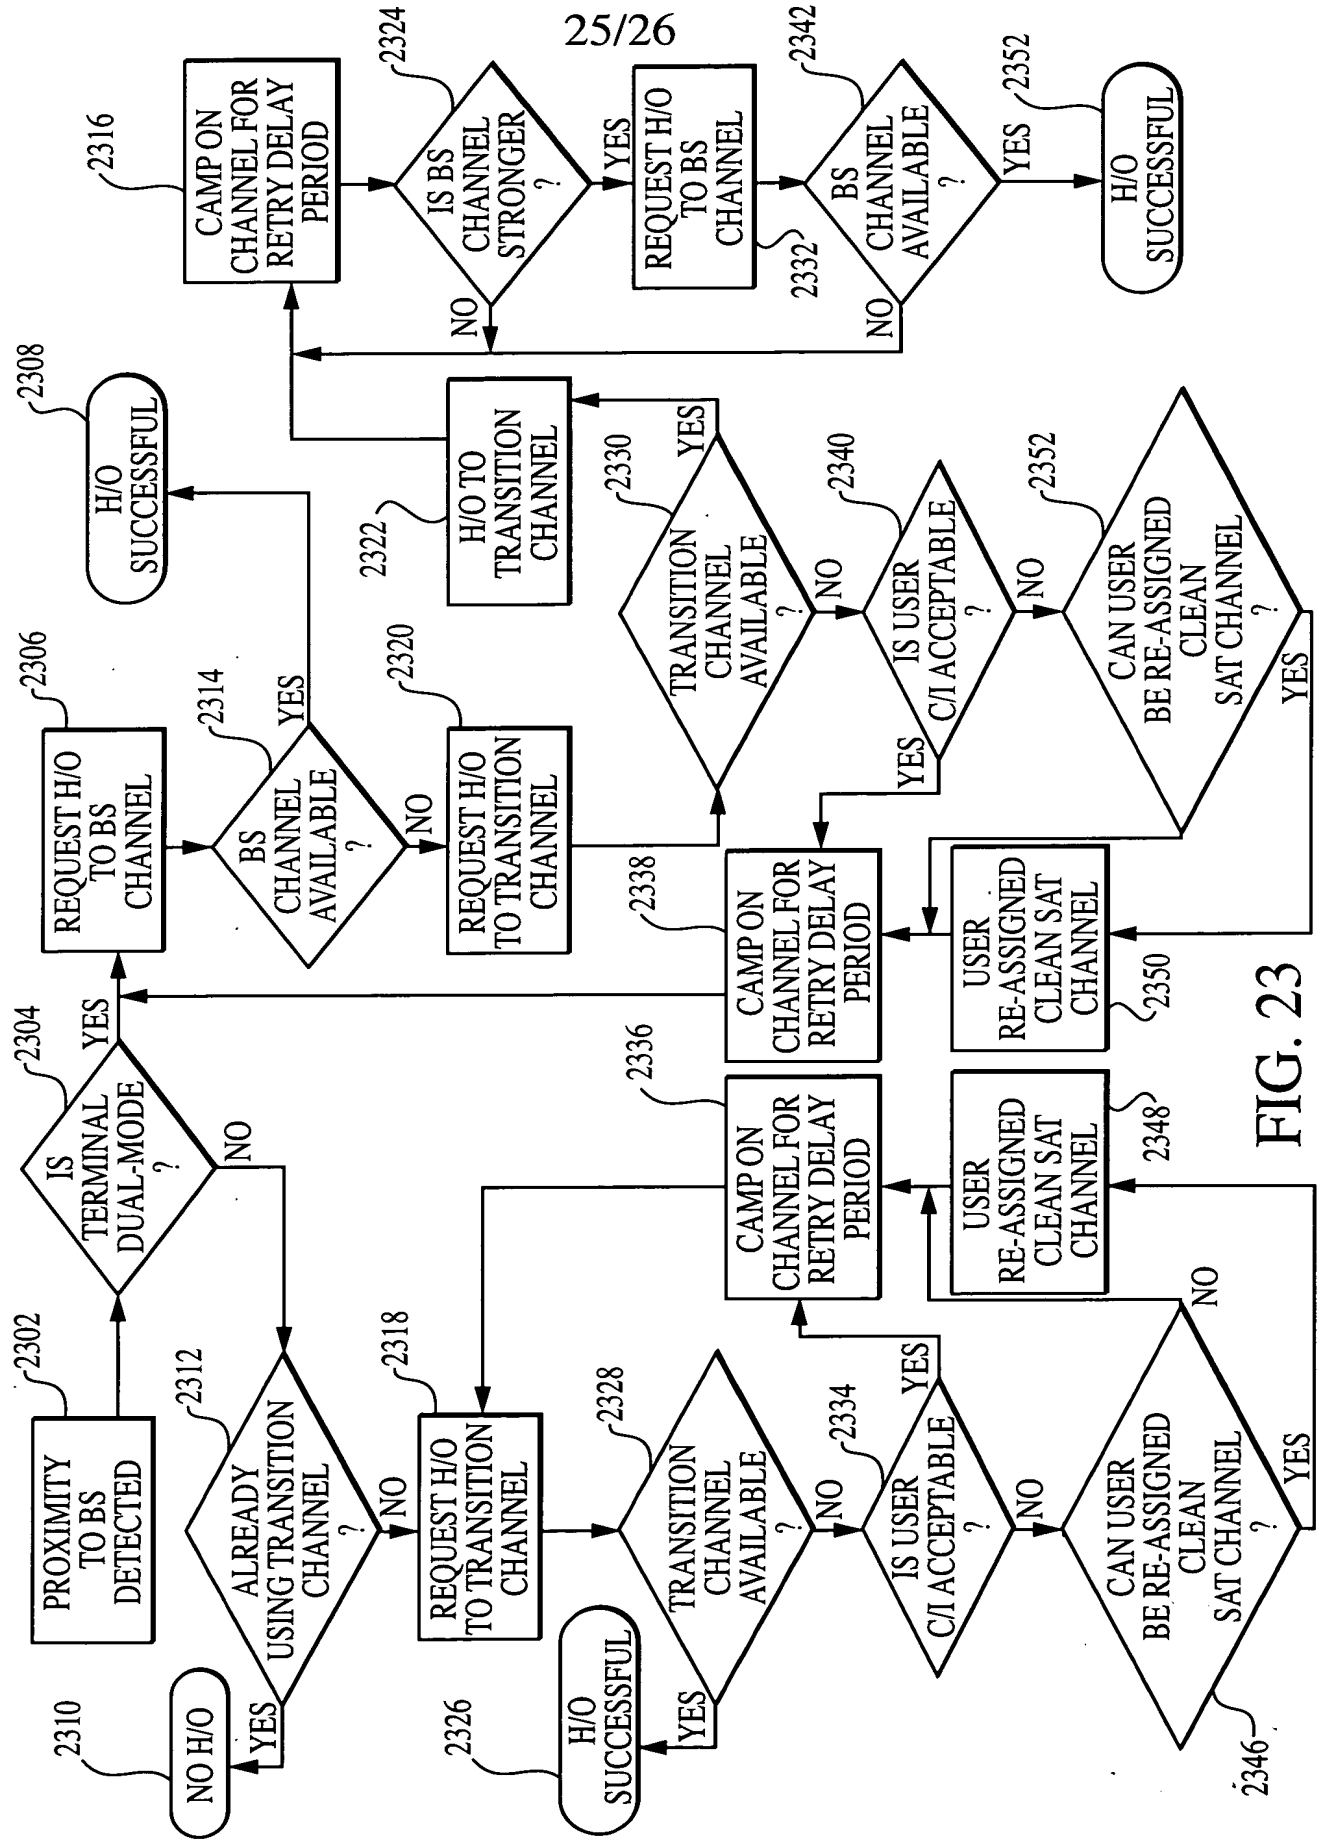 25/26
2302
PROXIMITY
TO BS
DETECTED
2304
IS
TERMINAL
DUAL-MODE
?
YES
NO
2306
REQUEST H/O
TO BS
CHANNEL
2308
H/O
SUCCESSFUL
2310
NO H/O
YES
2312
ALREADY
USING TRANSITION
CHANNEL
?
NO
2314
BS
CHANNEL
AVAILABLE
?
YES
NO
2316
CAMP ON
CHANNEL FOR
RETRY DELAY
PERIOD
2318
REQUEST H/O
TO TRANSITION
CHANNEL
2320
REQUEST H/O
TO TRANSITION
CHANNEL
2322
H/O TO
TRANSITION
CHANNEL
2324
IS BS
CHANNEL
STRONGER
?
NO
YES
2326
H/O
SUCCESSFUL
YES
2328
TRANSITION
CHANNEL
AVAILABLE
?
NO
2330
TRANSITION
CHANNEL
AVAILABLE
?
YES
NO
2332
REQUEST H/O
TO BS
CHANNEL
2334
IS USER
C/I ACCEPTABLE
?
YES
NO
2336
CAMP ON
CHANNEL FOR
RETRY DELAY
PERIOD
2338
CAMP ON
CHANNEL FOR
RETRY DELAY
PERIOD
2340
IS USER
C/I ACCEPTABLE
?
YES
NO
2342
BS
CHANNEL
AVAILABLE
?
NO
YES
2346
CAN USER
BE RE-ASSIGNED
CLEAN
SAT CHANNEL
?
NO
YES
2348
USER
RE-ASSIGNED
CLEAN SAT
CHANNEL
2350
USER
RE-ASSIGNED
CLEAN SAT
CHANNEL
2352
CAN USER
BE RE-ASSIGNED
CLEAN
SAT CHANNEL
?
YES
2352
H/O
SUCCESSFUL
FIG. 23